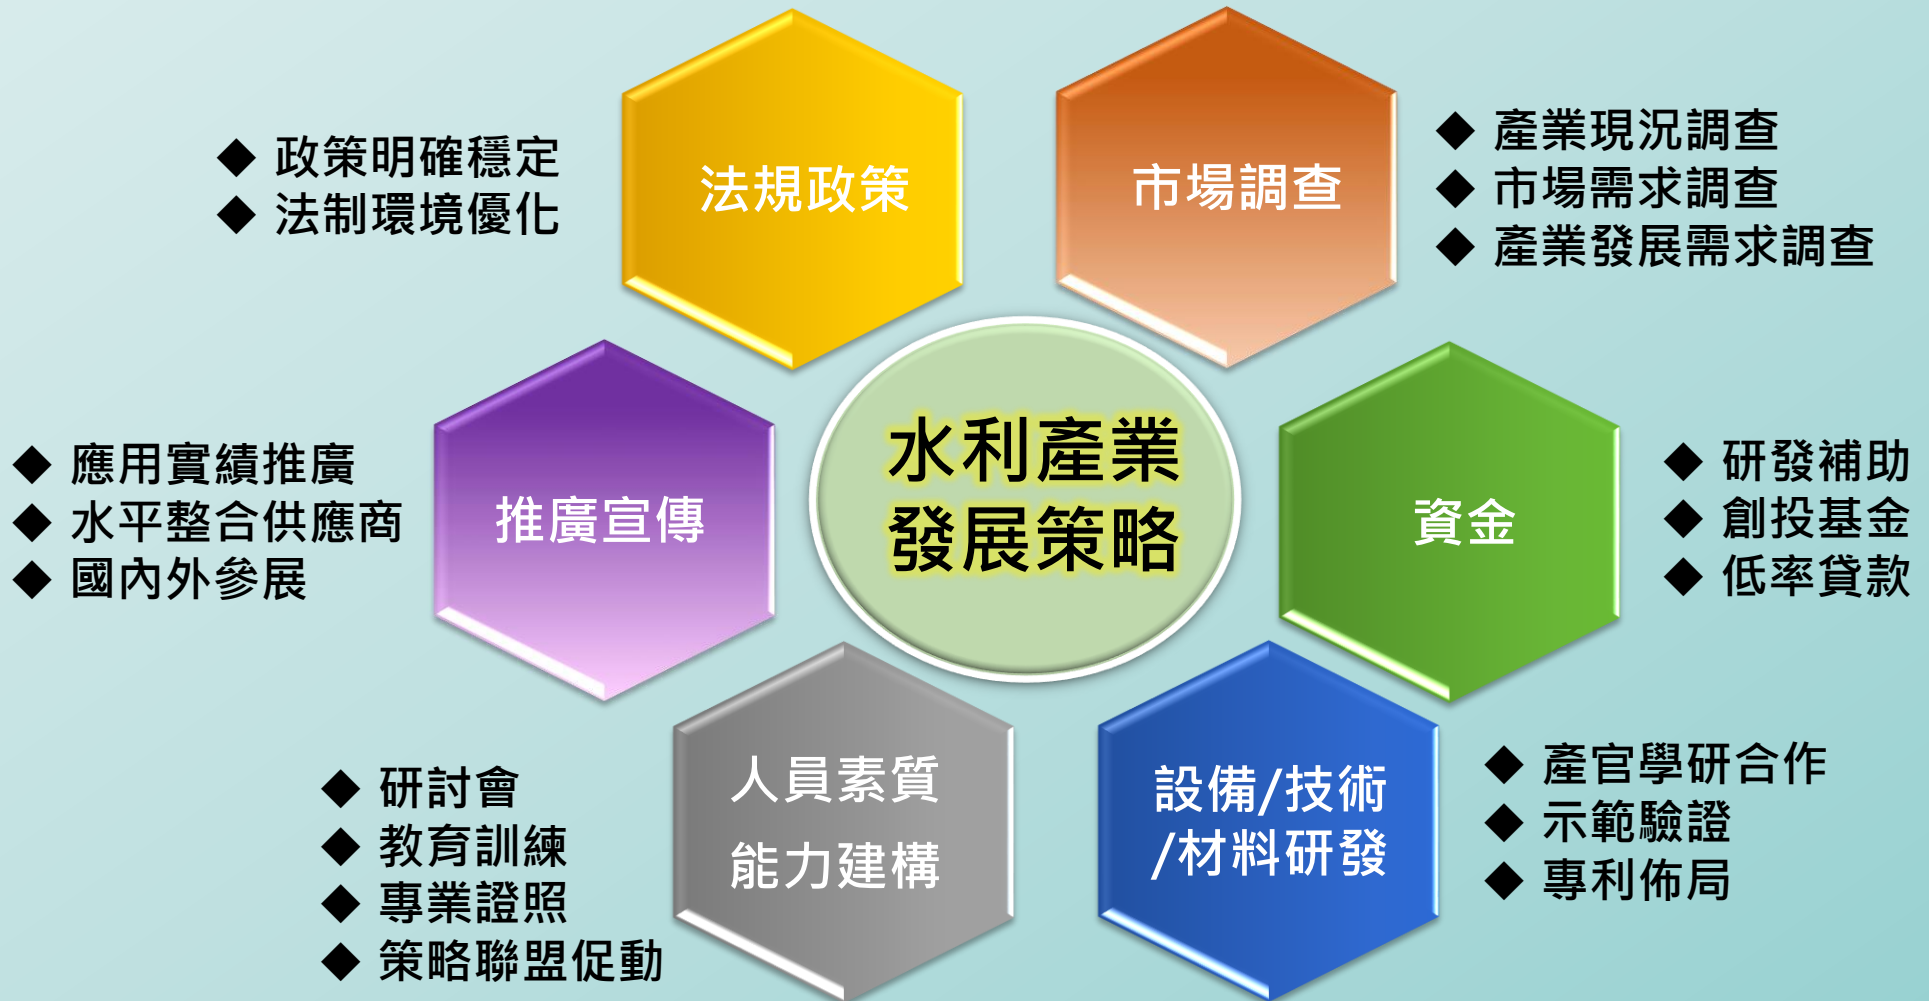 法規政策
◆ 政策明確穩定
◆ 法制環境優化
市場調查
◆ 產業現況調查
◆ 市場需求調查
◆ 產業發展需求調查
水利產業
發展策略
推廣宣傳
◆ 應用實績推廣
◆ 水平整合供應商
◆ 國內外參展
資金
◆ 研發補助
◆ 創投基金
◆ 低率貸款
人員素質
能力建構
◆ 研討會
◆ 教育訓練
◆ 專業證照
◆ 策略聯盟促動
設備/技術
/材料研發
◆ 產官學研合作
◆ 示範驗證
◆ 專利佈局